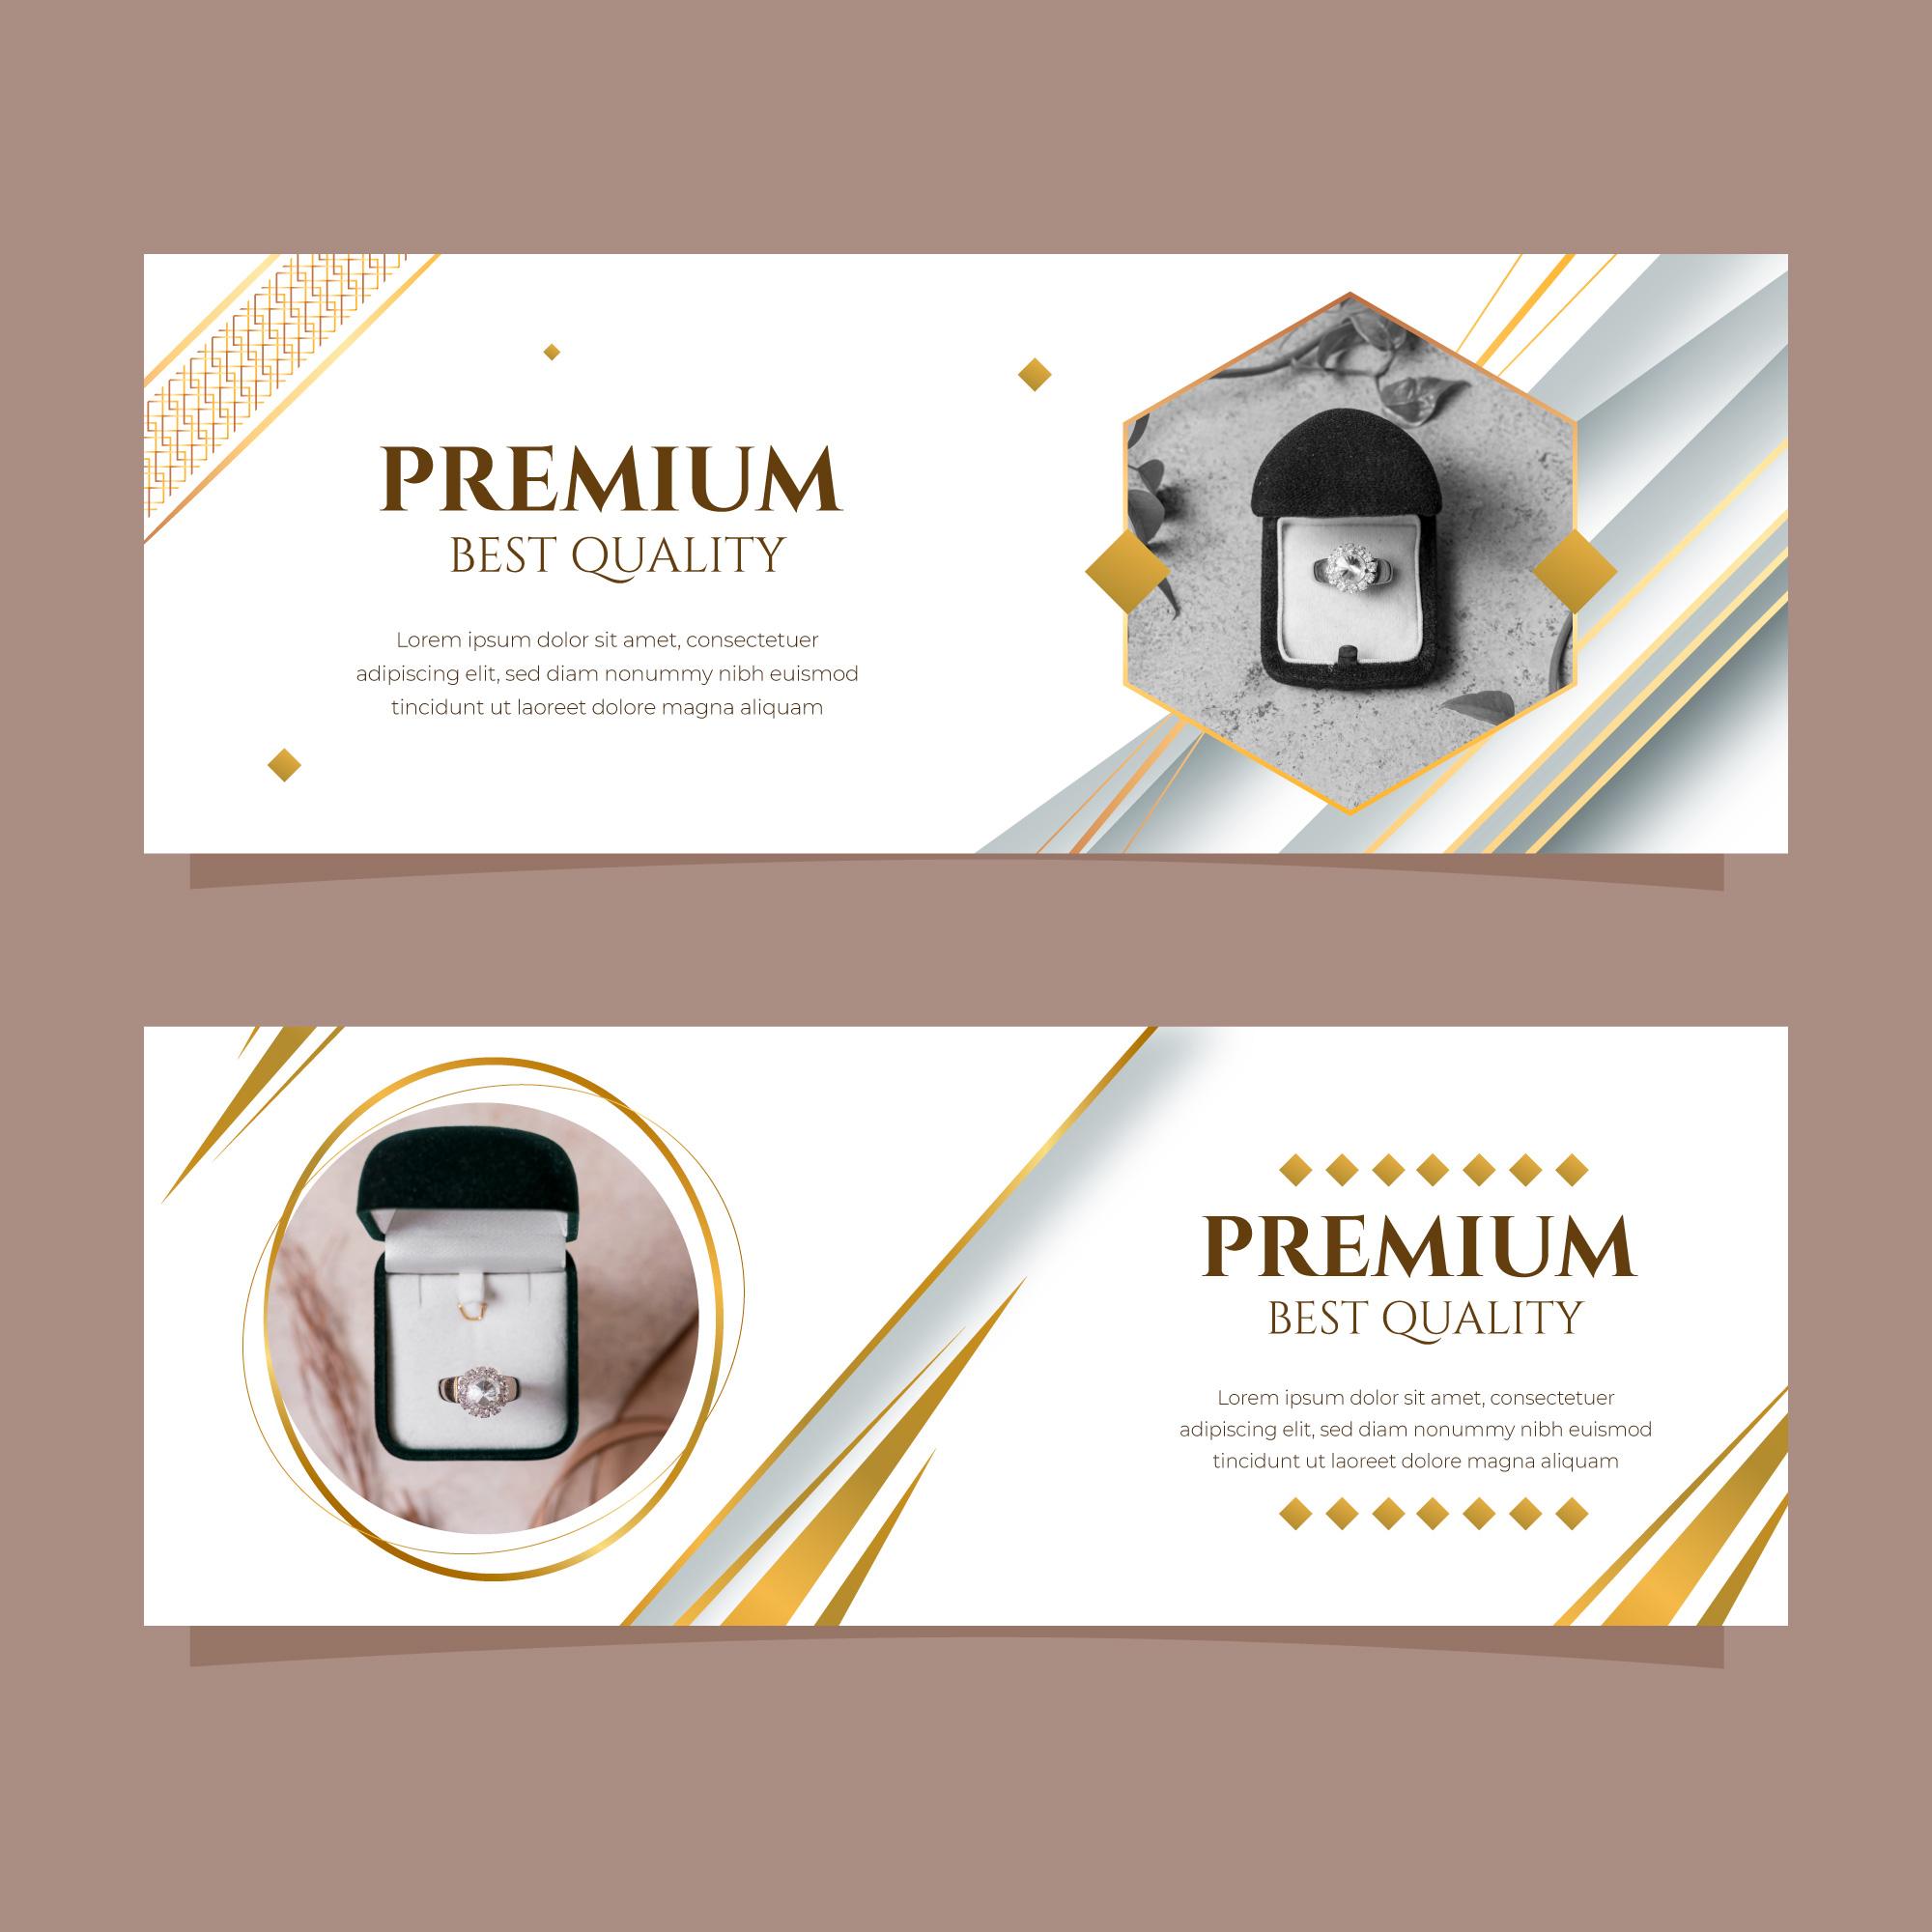 PREMIUM
BEST QUALITY
Lorem ipsum dolor sit amet, consectetuer
adipiscing elit, sed diam nonummy nibh euismod
tincidunt ut laoreet dolore magna aliquam
PREMIUM
BEST QUALITY
Lorem ipsum dolor sit amet, consectetuer
adipiscing elit, sed diam nonummy nibh euismod
tincidunt ut laoreet dolore magna aliquam